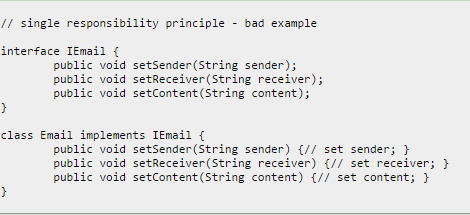 // single responsibility principle - bad example
interface IEmail {
public void setSender(String sender);
public void setReceiver(String receiver);
public void setContent(String content);
}
class Email implements IEmail {
public void setSender(String sender) {// set sender; }
public void setReceiver(String receiver) {// set receiver; }
public void setContent(String content) {// set content; }
}